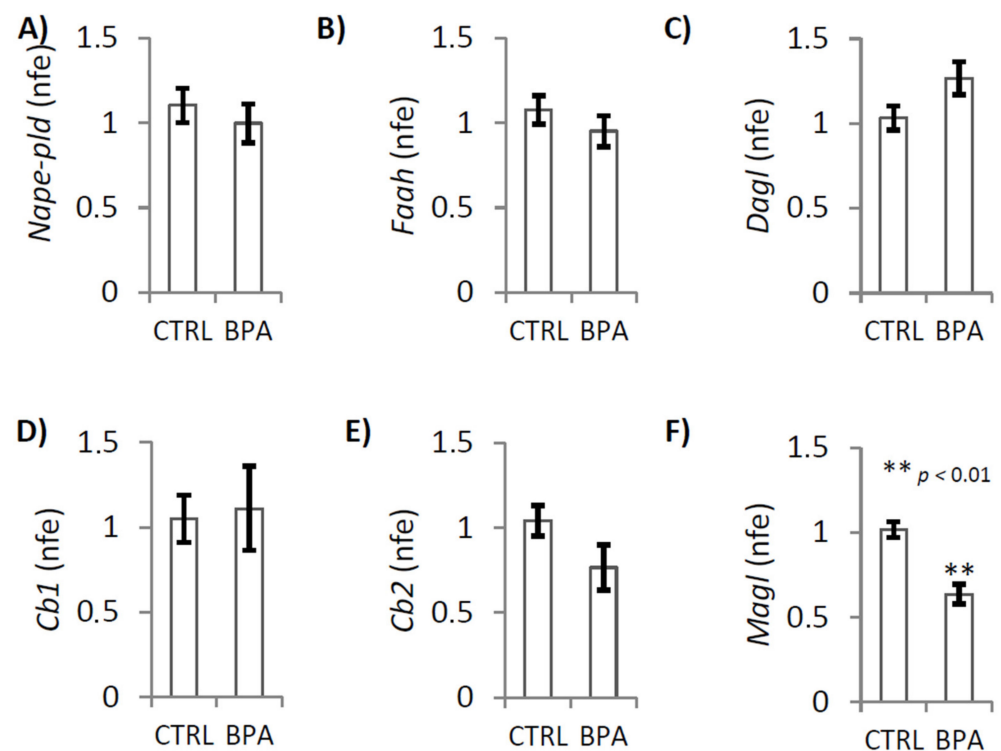 A) B) C)
1.5 1.5 1.5
Nape-pld (nfe) Faah (nfe) Dagl (nfe)
1 1 1
0.5 0.5 0.5
0 0 0
CTRL BPA CTRL BPA CTRL BPA
D) E) F)
1.5 1.5 1.5
** p < 0.01
Cb1 (nfe) Cb2 (nfe) Magl (nfe)
1 1 1
**
0.5 0.5 0.5
0 0 0
CTRL BPA CTRL BPA CTRL BPA